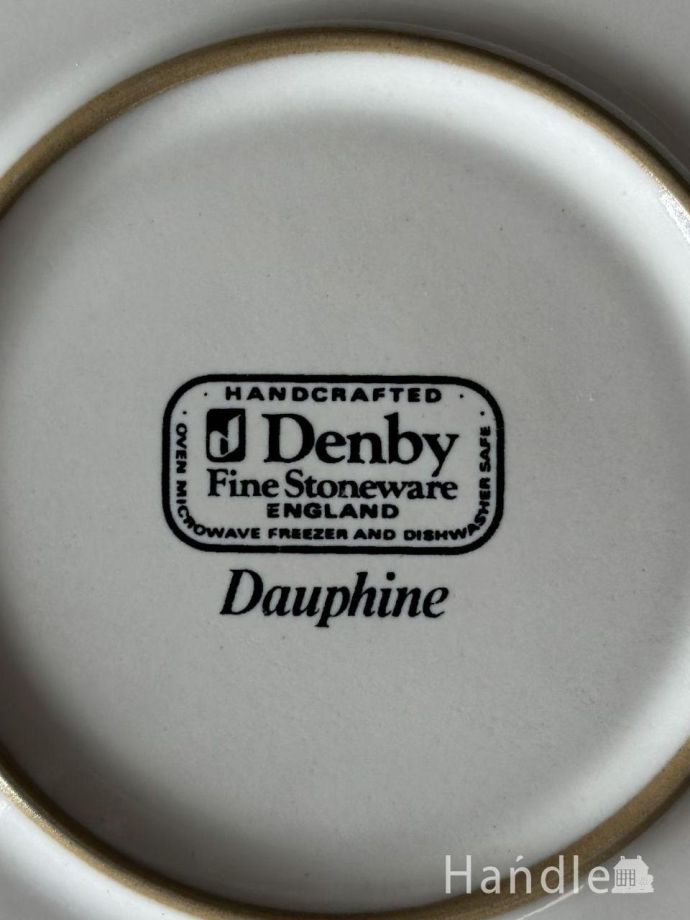 · HANDCRAFTED ·
d Denby
Fine Stoneware
ENGLAND
· OVEN MICROWAVE FREEZER AND DISHWASHER SAFE ·
Dauphine
Handle